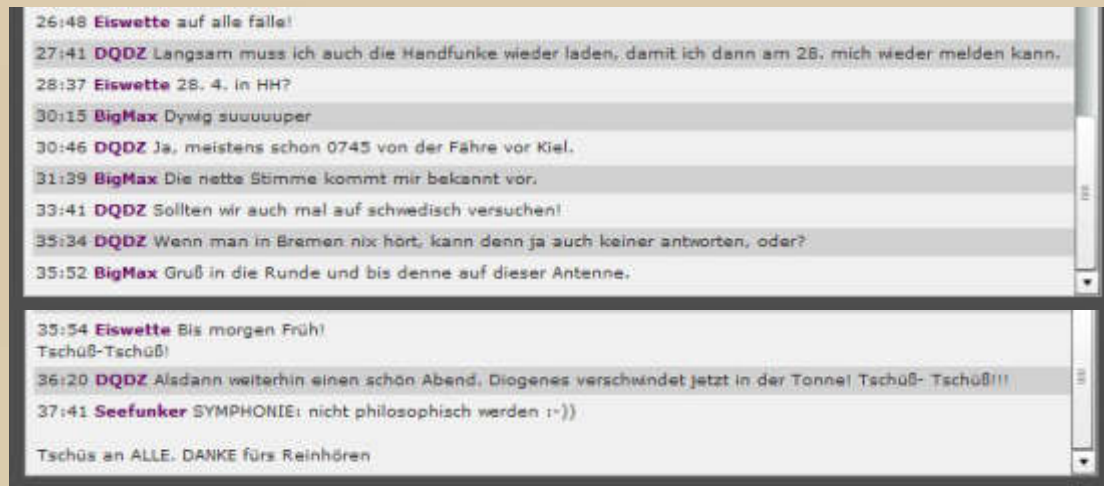 26:48 Eiswette auf alle fälle!
27:41 DQDZ Langsam muss ich auch die Handfunke wieder laden, damit ich dann am 28. mich wieder melden kann.
28:37 Eiswette 28. 4. in HH?
30:15 BigMax Dywig suuuuuper
30:46 DQDZ Ja, meistens schon 0745 von der Fähre vor Kiel.
31:39 BigMax Die nette Stimme kommt mir bekannt vor.
33:41 DQDZ Sollten wir auch mal auf schwedisch versuchen!
35:34 DQDZ Wenn man in Bremen nix hört, kann denn ja auch keiner antworten, oder?
35:52 BigMax Gruß in die Runde und bis denne auf dieser Antenne.
35:54 Eiswette Bis morgen Früh!
Tschüß-Tschüß!
36:20 DQDZ Alsdann weiterhin einen schön Abend, Diogenes verschwindet jetzt in der Tonne! Tschüß- Tschüß!!!
37:41 Seefunker SYMPHONIE: nicht philosophisch werden :-))
Tschüs an ALLE. DANKE fürs Reinhören